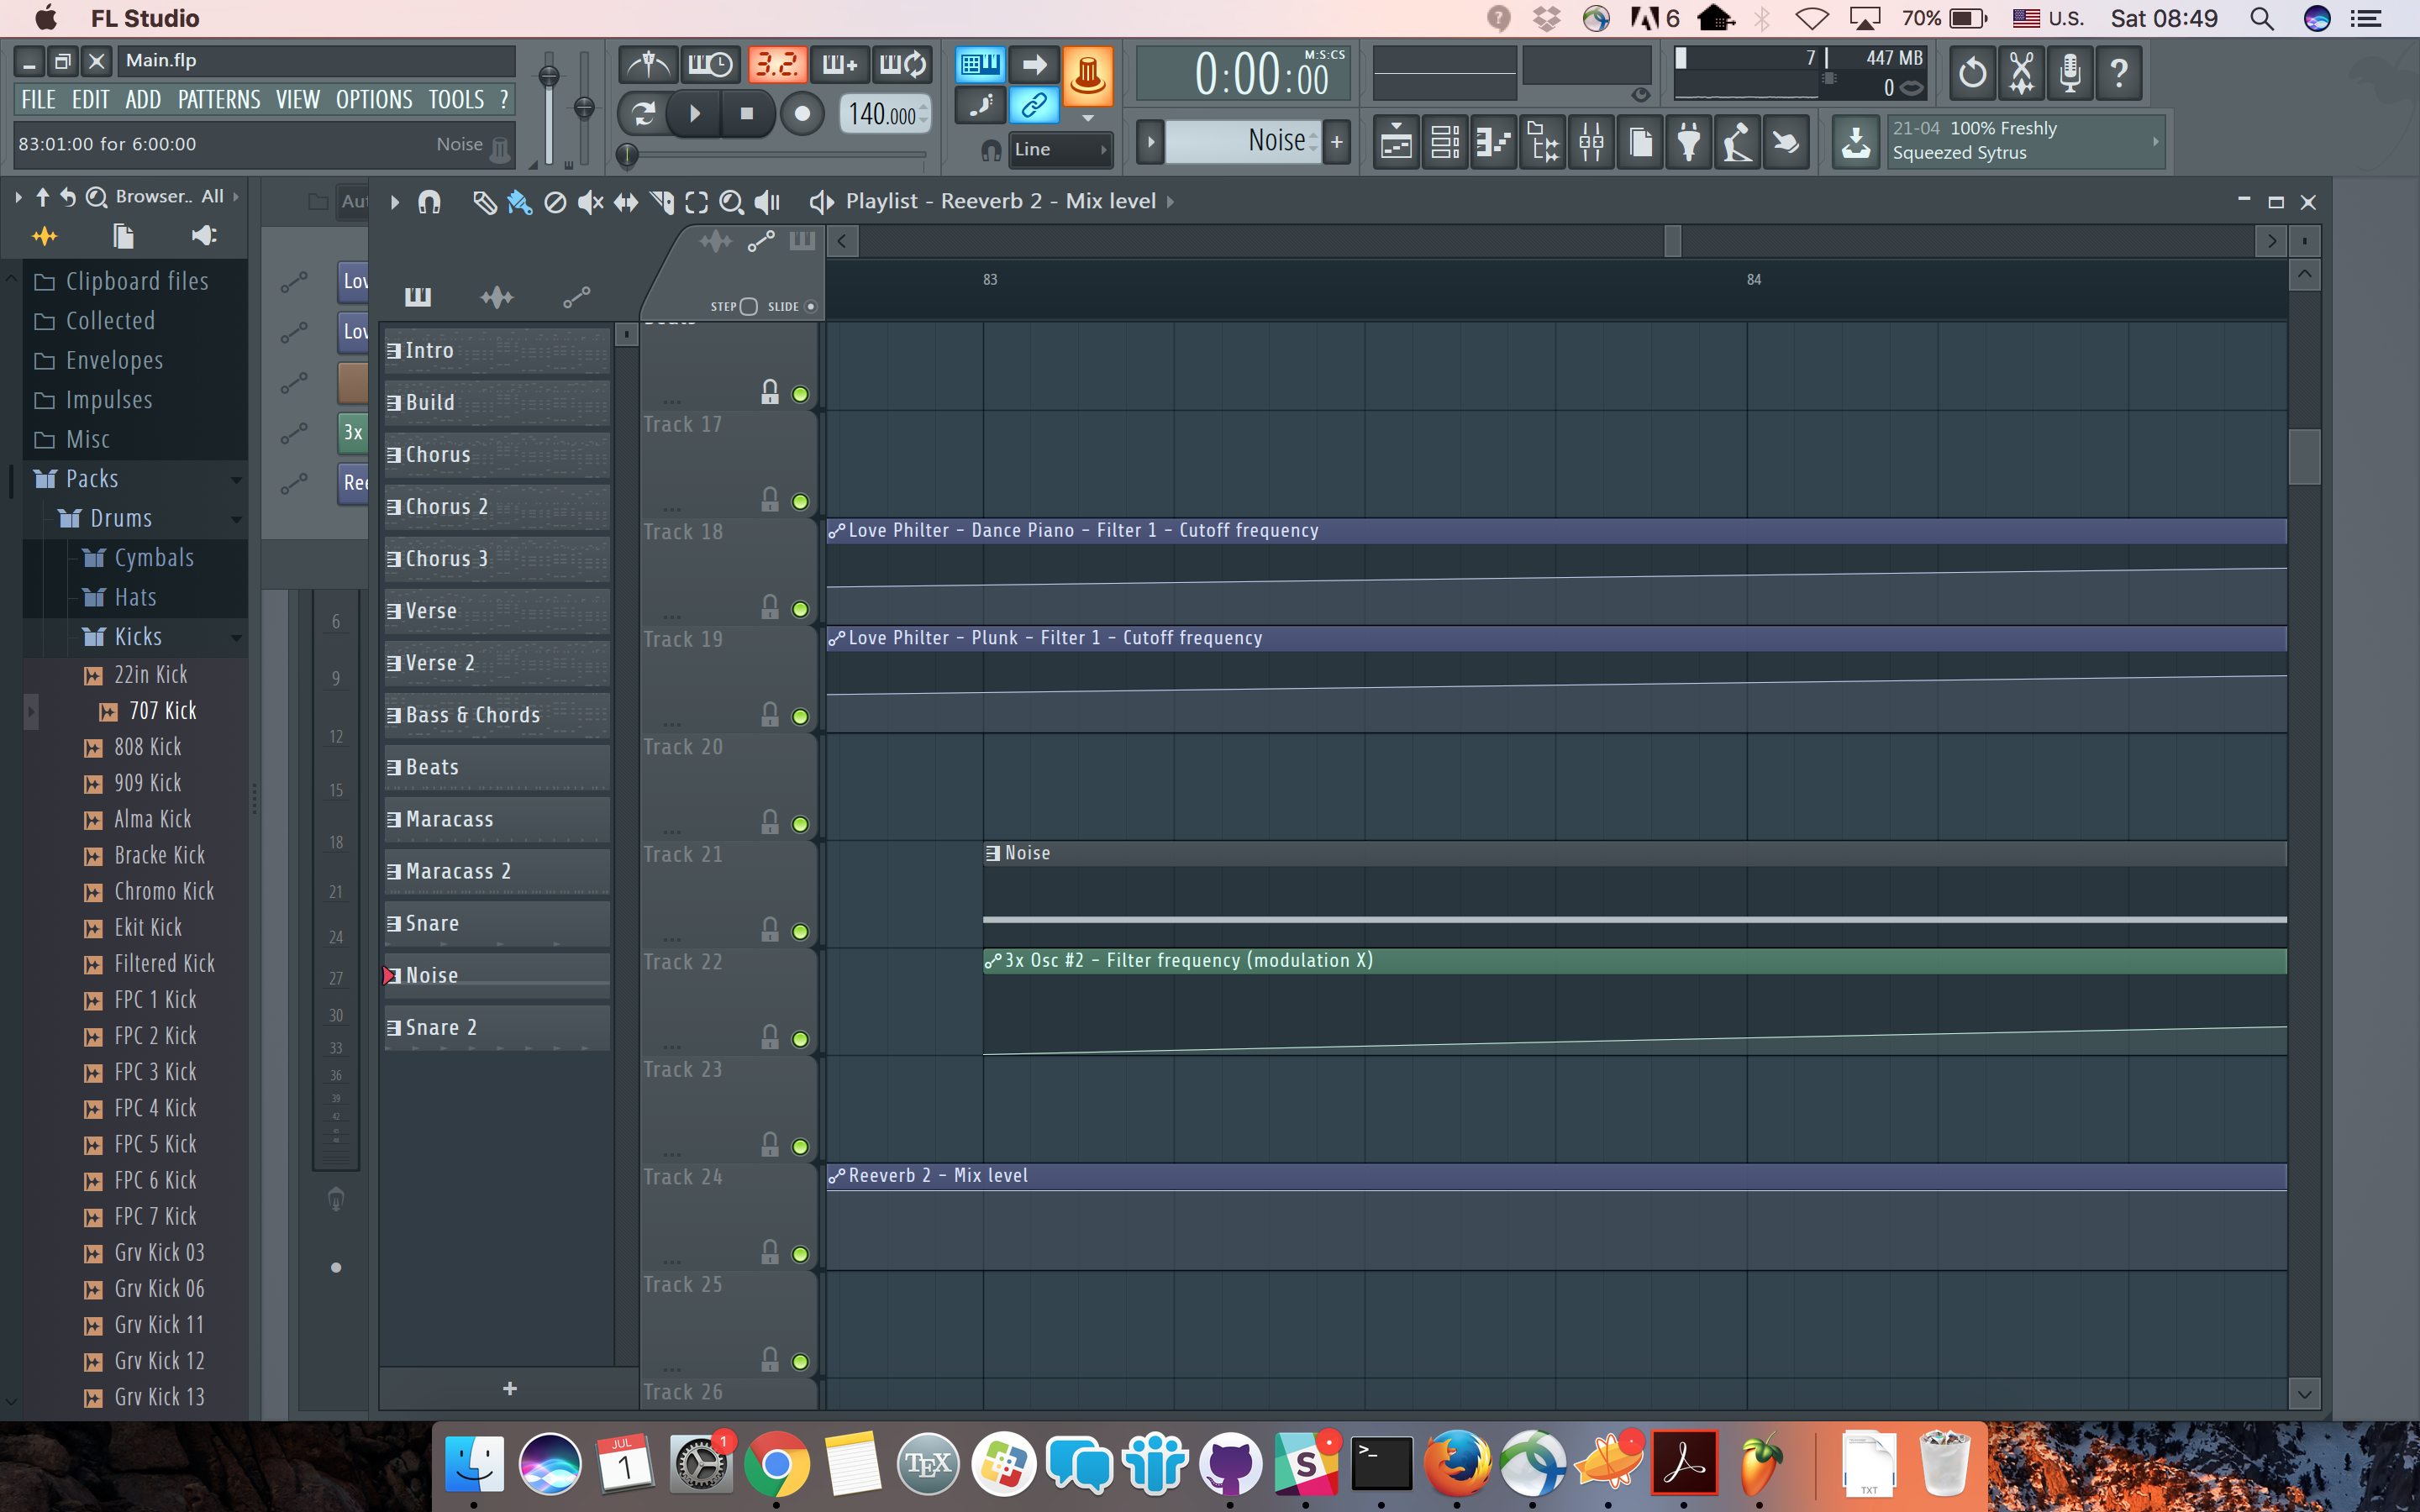 FL Studio
6
70%
U.S.
Sat 08:49
Main.flp
FILE EDIT ADD PATTERNS VIEW OPTIONS TOOLS ?
83:01:00 for 6:00:00
Noise
3.2.
140.000
Line
M:S:CS
0:00:00
Noise
7
447 MB
0
21-04 100% Freshly
Squeezed Sytrus
Browser.. All
Clipboard files
Collected
Envelopes
Impulses
Misc
Packs
Drums
Cymbals
Hats
Kicks
22in Kick
707 Kick
808 Kick
909 Kick
Alma Kick
Bracke Kick
Chromo Kick
Ekit Kick
Filtered Kick
FPC 1 Kick
FPC 2 Kick
FPC 3 Kick
FPC 4 Kick
FPC 5 Kick
FPC 6 Kick
FPC 7 Kick
Grv Kick 03
Grv Kick 06
Grv Kick 11
Grv Kick 12
Grv Kick 13
Aut
Lov
Lov
3x
Ree
6
9
12
15
18
21
24
27
30
33
36
39
42
Playlist - Reeverb 2 - Mix level
STEP
SLIDE
83
84
Intro
Build
Chorus
Chorus 2
Chorus 3
Verse
Verse 2
Bass & Chords
Beats
Maracass
Maracass 2
Snare
Noise
Snare 2
+
Track 17
Track 18
Love Philter - Dance Piano - Filter 1 - Cutoff frequency
Track 19
Love Philter - Plunk - Filter 1 - Cutoff frequency
Track 20
Track 21
Noise
Track 22
3x Osc #2 - Filter frequency (modulation X)
Track 23
Track 24
Reeverb 2 - Mix level
Track 25
Track 26
JUL
1
1
TEX
S
>_
TXT